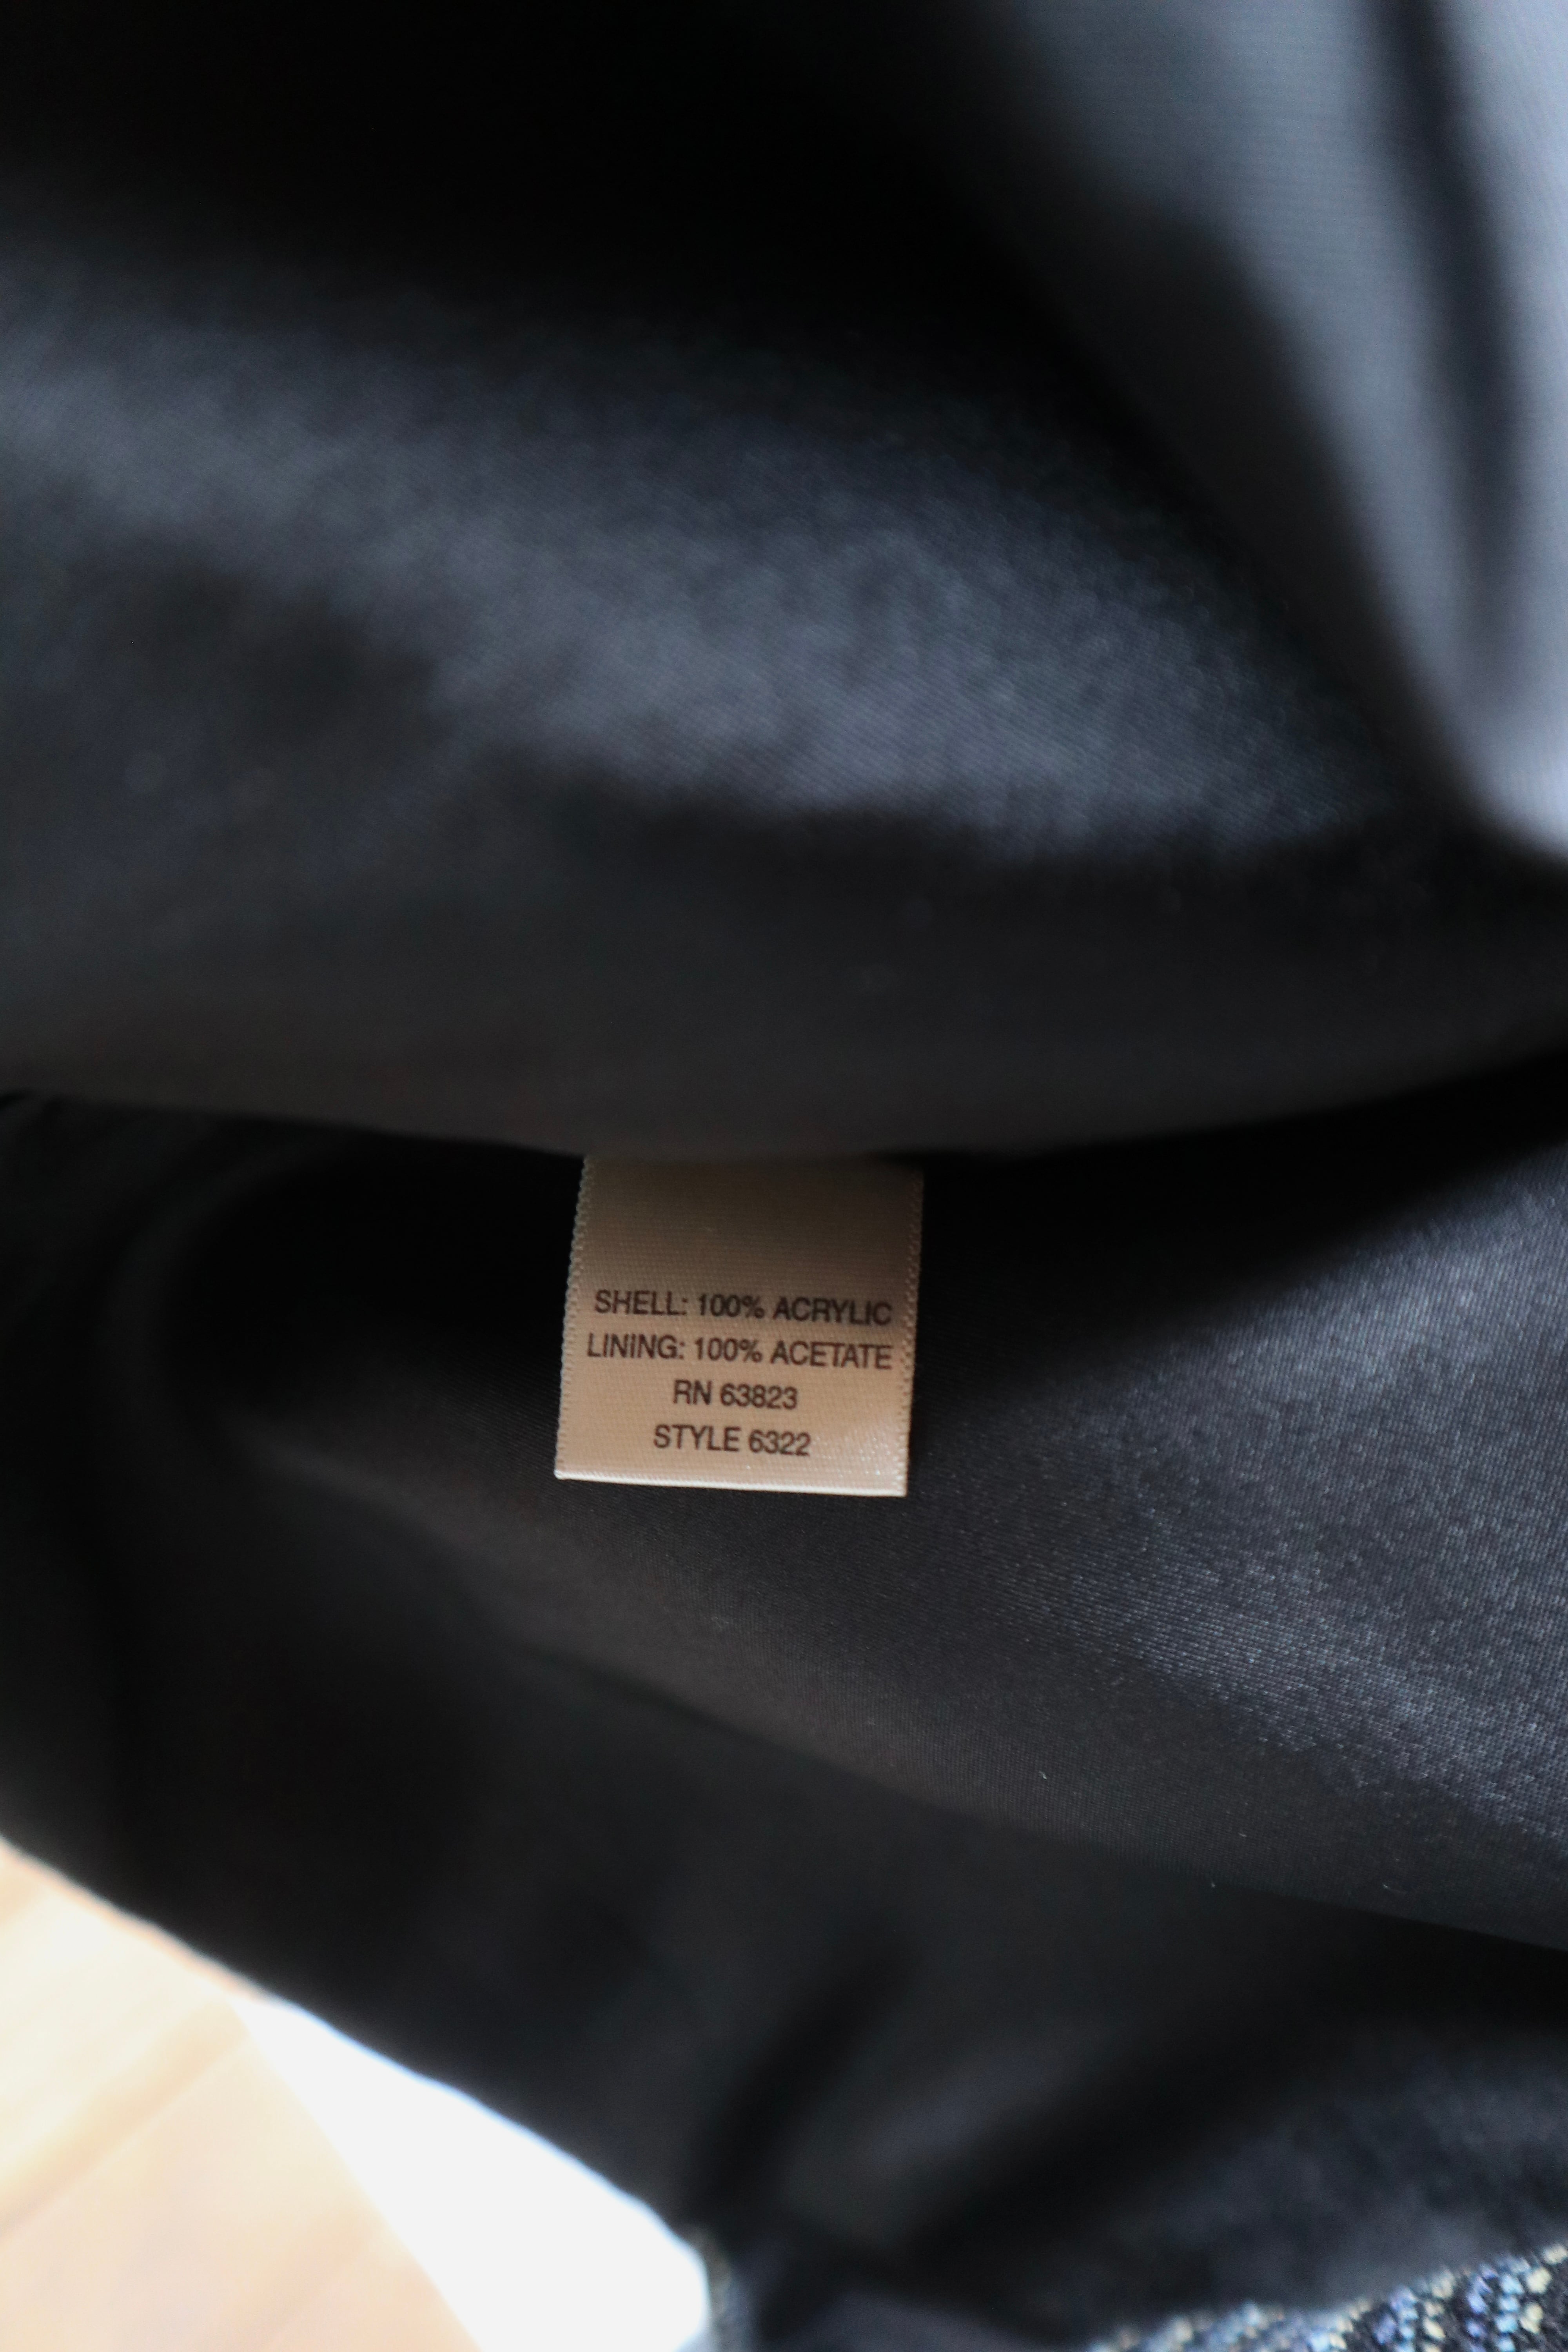 SHELL: 100% ACRYLIC
LINING: 100% ACETATE
RN 63823
STYLE 6322